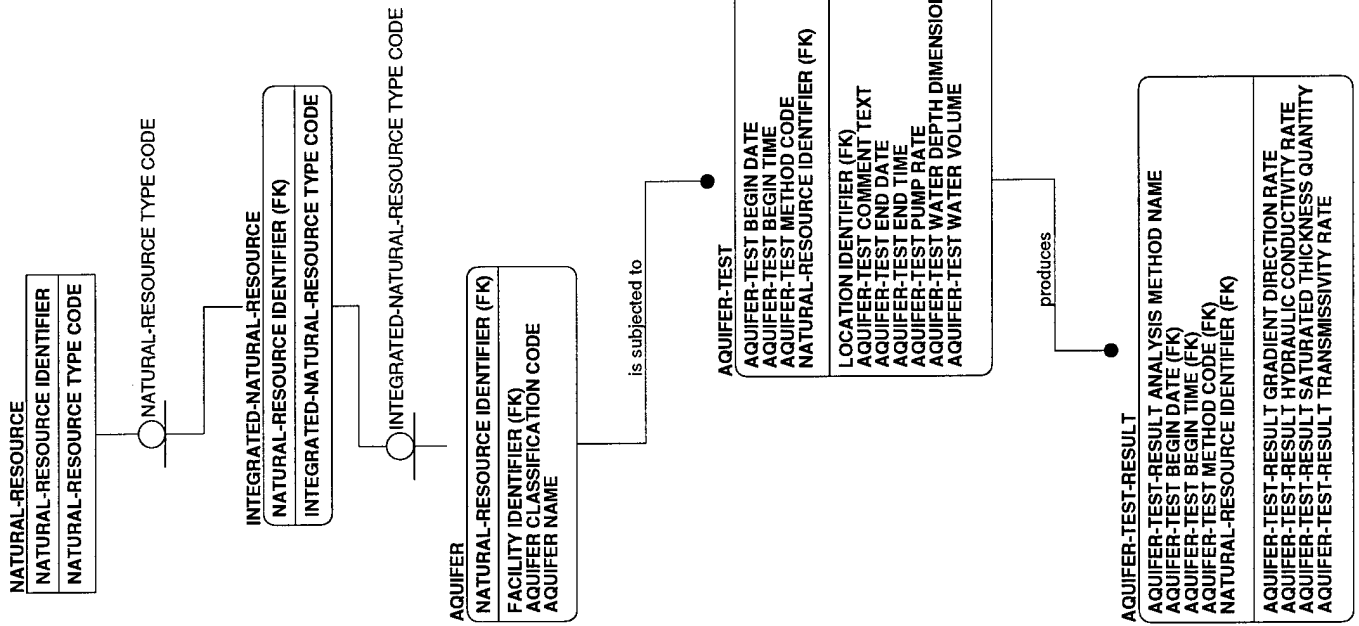 NATURAL-RESOURCE
NATURAL-RESOURCE IDENTIFIER
NATURAL-RESOURCE TYPE CODE
NATURAL-RESOURCE TYPE CODE
INTEGRATED-NATURAL-RESOURCE
NATURAL-RESOURCE IDENTIFIER (FK)
INTEGRATED-NATURAL-RESOURCE TYPE CODE
INTEGRATED-NATURAL-RESOURCE TYPE CODE
AQUIFER
NATURAL-RESOURCE IDENTIFIER (FK)
FACILITY IDENTIFIER (FK)
AQUIFER CLASSIFICATION CODE
AQUIFER NAME
is subjected to
AQUIFER-TEST
AQUIFER-TEST BEGIN DATE
AQUIFER-TEST BEGIN TIME
AQUIFER-TEST METHOD CODE
NATURAL-RESOURCE IDENTIFIER (FK)
LOCATION IDENTIFIER (FK)
AQUIFER-TEST COMMENT TEXT
AQUIFER-TEST END DATE
AQUIFER-TEST END TIME
AQUIFER-TEST PUMP RATE
AQUIFER-TEST WATER DEPTH DIMENSION
AQUIFER-TEST WATER VOLUME
produces
AQUIFER-TEST-RESULT
AQUIFER-TEST-RESULT ANALYSIS METHOD NAME
AQUIFER-TEST BEGIN DATE (FK)
AQUIFER-TEST BEGIN TIME (FK)
AQUIFER-TEST METHOD CODE (FK)
NATURAL-RESOURCE IDENTIFIER (FK)
AQUIFER-TEST-RESULT GRADIENT DIRECTION RATE
AQUIFER-TEST-RESULT HYDRAULIC CONDUCTIVITY RATE
AQUIFER-TEST-RESULT SATURATED THICKNESS QUANTITY
AQUIFER-TEST-RESULT TRANSMISSIVITY RATE